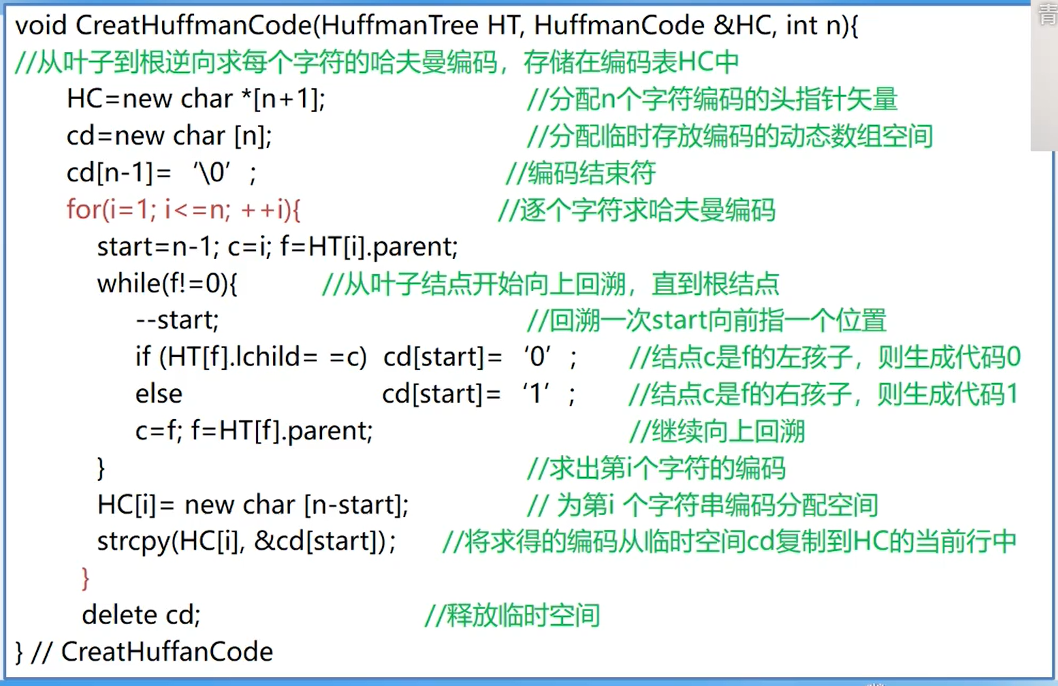 void CreatHuffmanCode(HuffmanTree HT, HuffmanCode &HC, int n){
//从叶子到根逆向求每个字符的哈夫曼编码，存储在编码表HC中
HC=new char *[n+1]; //分配n个字符编码的头指针矢量
cd=new char [n]; //分配临时存放编码的动态数组空间
cd[n-1]= ‘\0’; //编码结束符
for(i=1; i<=n; ++i){ //逐个字符求哈夫曼编码
start=n-1; c=i; f=HT[i].parent;
while(f!=0){ //从叶子结点开始向上回溯，直到根结点
--start; //回溯一次start向前指一个位置
if (HT[f].lchild= =c) cd[start]= ‘0’; //结点c是f的左孩子，则生成代码0
else cd[start]= ‘1’; //结点c是f的右孩子，则生成代码1
c=f; f=HT[f].parent; //继续向上回溯
} //求出第i个字符的编码
HC[i]= new char [n-start]; // 为第i 个字符串编码分配空间
strcpy(HC[i], &cd[start]); //将求得的编码从临时空间cd复制到HC的当前行中
}
delete cd; //释放临时空间
} // CreatHuffanCode
青